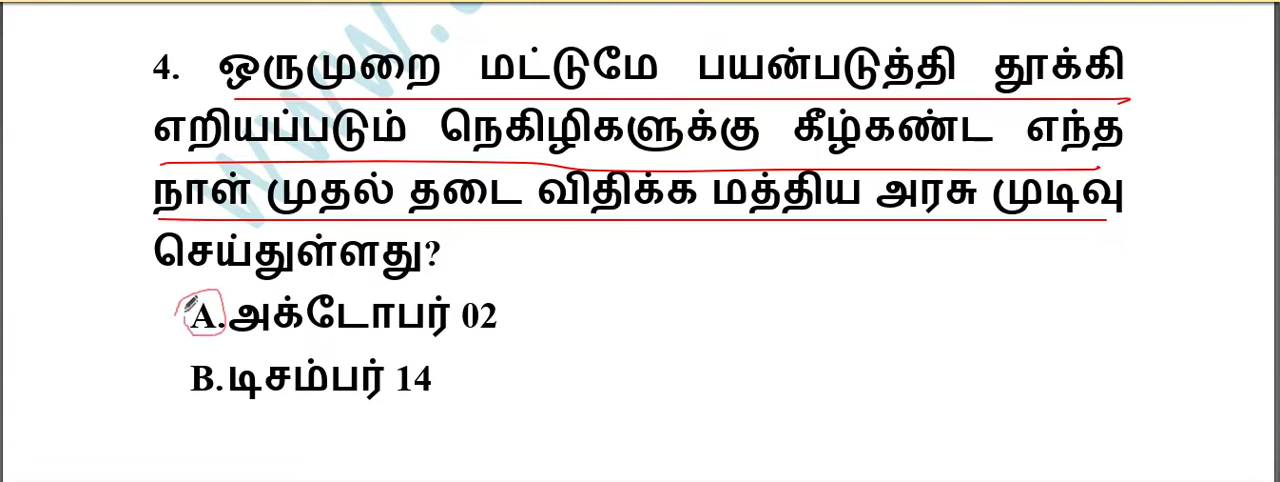 4. ஒருமுறை மட்டுமே பயன்படுத்தி தூக்கி
எறியப்படும் நெகிழிகளுக்கு கீழ்கண்ட எந்த
நாள் முதல் தடை விதிக்க மத்திய அரசு முடிவு
செய்துள்ளது?
A.அக்டோபர் 02
B.டிசம்பர் 14